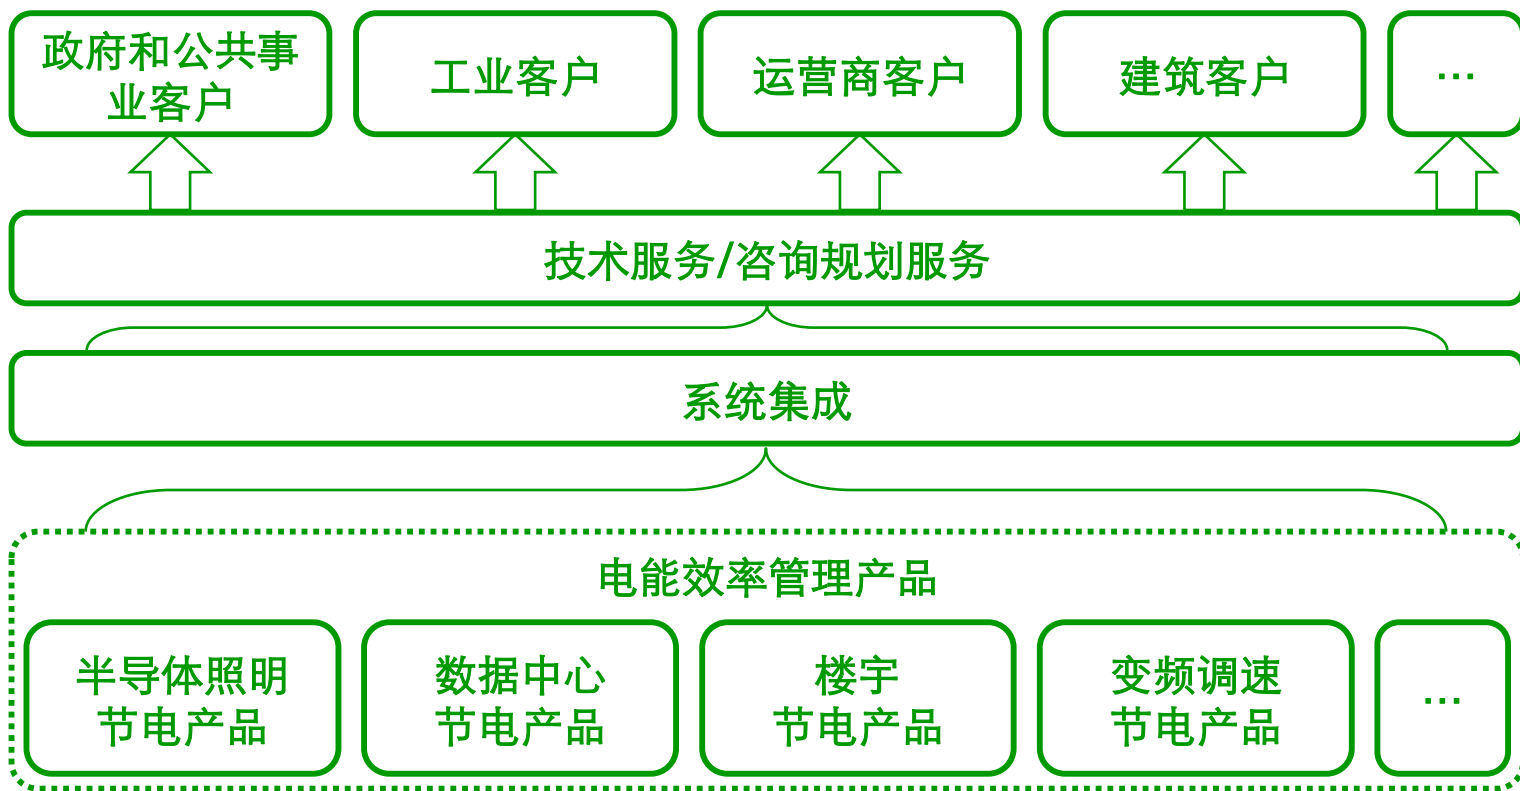 政府和公共事
业客户
工业客户
运营商客户
建筑客户
...
技术服务/咨询规划服务
系统集成
电能效率管理产品
半导体照明
节电产品
数据中心
节电产品
楼宇
节电产品
变频调速
节电产品
...